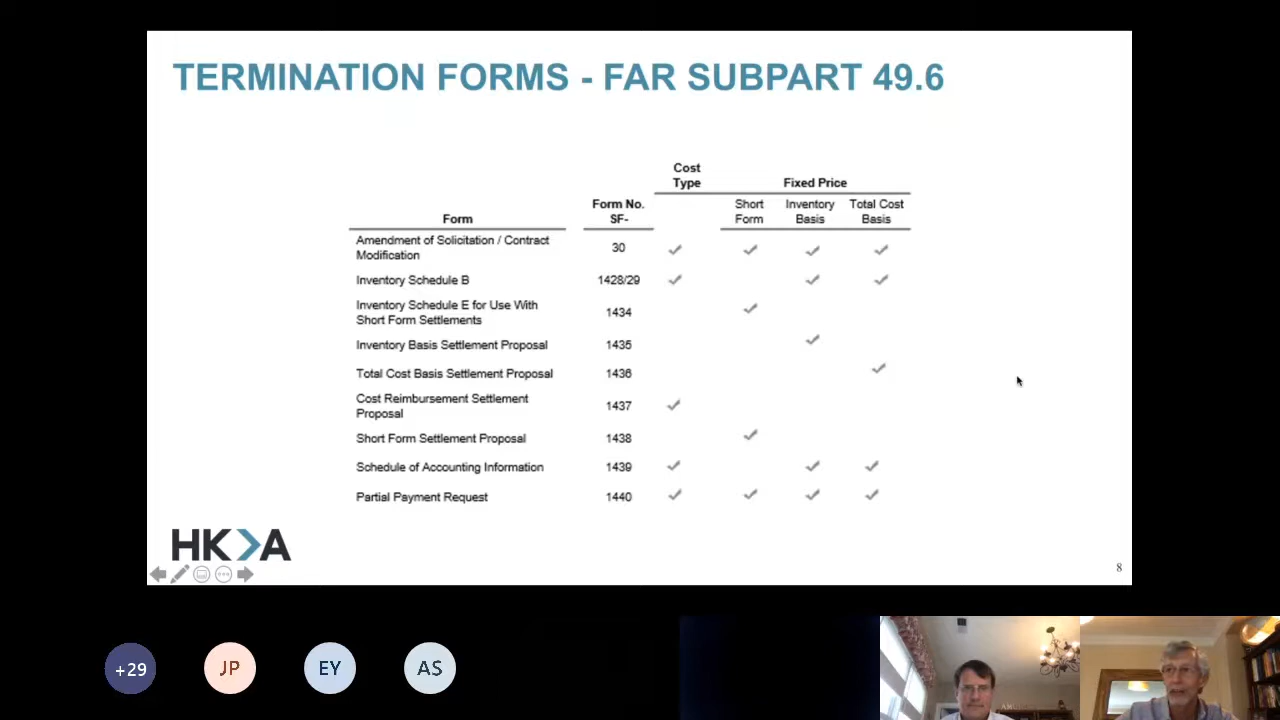 TERMINATION FORMS - FAR SUBPART 49.6
Cost
Type
Fixed Price
Form
Form No.
SF-
Short
Form
Inventory
Basis
Total Cost
Basis
Amendment of Solicitation / Contract
Modification
30
Inventory Schedule B
1428/29
Inventory Schedule E for Use With
Short Form Settlements
1434
Inventory Basis Settlement Proposal
1435
Total Cost Basis Settlement Proposal
1436
Cost Reimbursement Settlement
Proposal
1437
Short Form Settlement Proposal
1438
Schedule of Accounting Information
1439
Partial Payment Request
1440
HKA
8
+29
JP
EY
AS